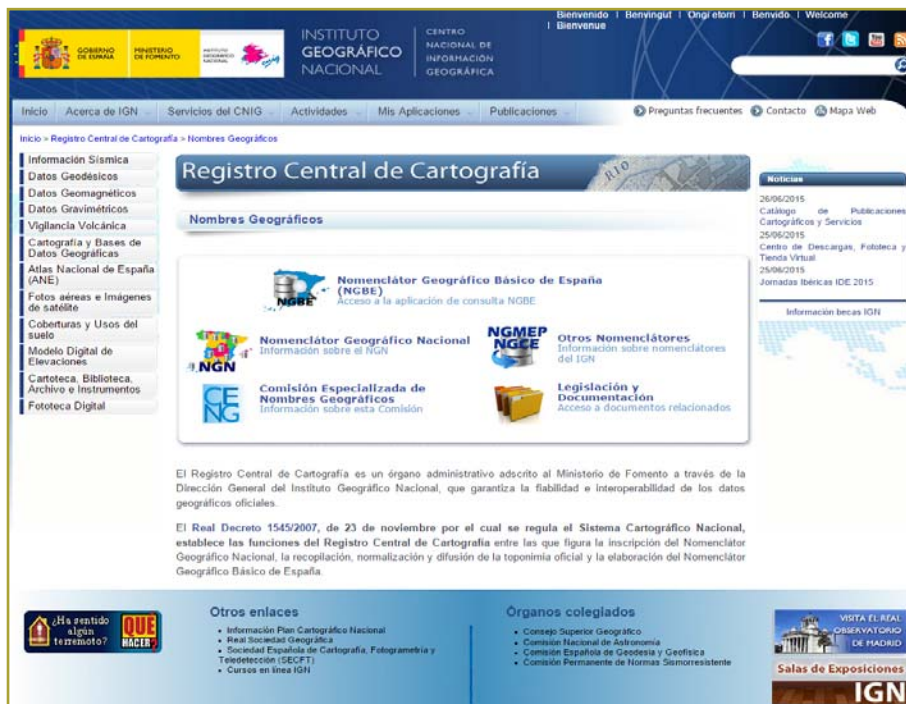 Bienvenido | Benvingut | Ongi etorri | Benvido | Welcome
| Bienvenue
GOBIERNO DE ESPAÑA
MINISTERIO DE FOMENTO
INSTITUTO GEOGRÁFICO NACIONAL
cnig
INSTITUTO
GEOGRÁFICO
NACIONAL
CENTRO
NACIONAL DE
INFORMACIÓN
GEOGRÁFICA
Inicio
Acerca de IGN
Servicios del CNIG
Actividades
Mis Aplicaciones
Publicaciones
Preguntas frecuentes
Contacto
Mapa Web
Inicio > Registro Central de Cartografía > Nombres Geográficos
Información Sísmica
Datos Geodésicos
Datos Geomagnéticos
Datos Gravimétricos
Vigilancia Volcánica
Cartografía y Bases de
Datos Geográficas
Atlas Nacional de España
(ANE)
Fotos aéreas e Imágenes
de satélite
Coberturas y Usos del
suelo
Modelo Digital de
Elevaciones
Cartoteca, Biblioteca,
Archivo e Instrumentos
Fototeca Digital
Registro Central de Cartografía
RIO
Nombres Geográficos
NGBE
Nomenclátor Geográfico Básico de España
(NGBE)
Acceso a la aplicación de consulta NGBE
NGN
Nomenclátor Geográfico Nacional
Información sobre el NGN
NGMEP
NGCE
Otros Nomenclátores
Información sobre nomenclátores
del IGN
CE
NG
Comisión Especializada de
Nombres Geográficos
Información sobre esta Comisión
Legislación y
Documentación
Acceso a documentos relacionados
Noticias
26/06/2015
Catálogo de Publicaciones
Cartográficos y Servicios
25/06/2015
Centro de Descargas, Fototeca y
Tienda Virtual
25/06/2015
Jornadas Ibéricas IDE 2015
Información becas IGN
El Registro Central de Cartografía es un órgano administrativo adscrito al Ministerio de Fomento a través de la
Dirección General del Instituto Geográfico Nacional, que garantiza la fiabilidad e interoperabilidad de los datos
geográficos oficiales.
El Real Decreto 1545/2007, de 23 de noviembre por el cual se regula el Sistema Cartográfico Nacional,
establece las funciones del Registro Central de Cartografía entre las que figura la inscripción del Nomenclátor
Geográfico Nacional, la recopilación, normalización y difusión de la toponimia oficial y la elaboración del Nomenclátor
Geográfico Básico de España.
¿Ha sentido
algún
terremoto?
QUÉ
HACER?
Otros enlaces
Información Plan Cartográfico Nacional
Real Sociedad Geográfica
Sociedad Española de Cartografía, Fotogrametría y
Teledetección (SECFT)
Cursos en línea IGN
Órganos colegiados
Consejo Superior Geográfico
Comisión Nacional de Astronomía
Comisión Española de Geodesia y Geofísica
Comisión Permanente de Normas Sismorresistente
VISITA EL REAL
OBSERVATORIO
DE MADRID
Salas de Exposiciones
IGN